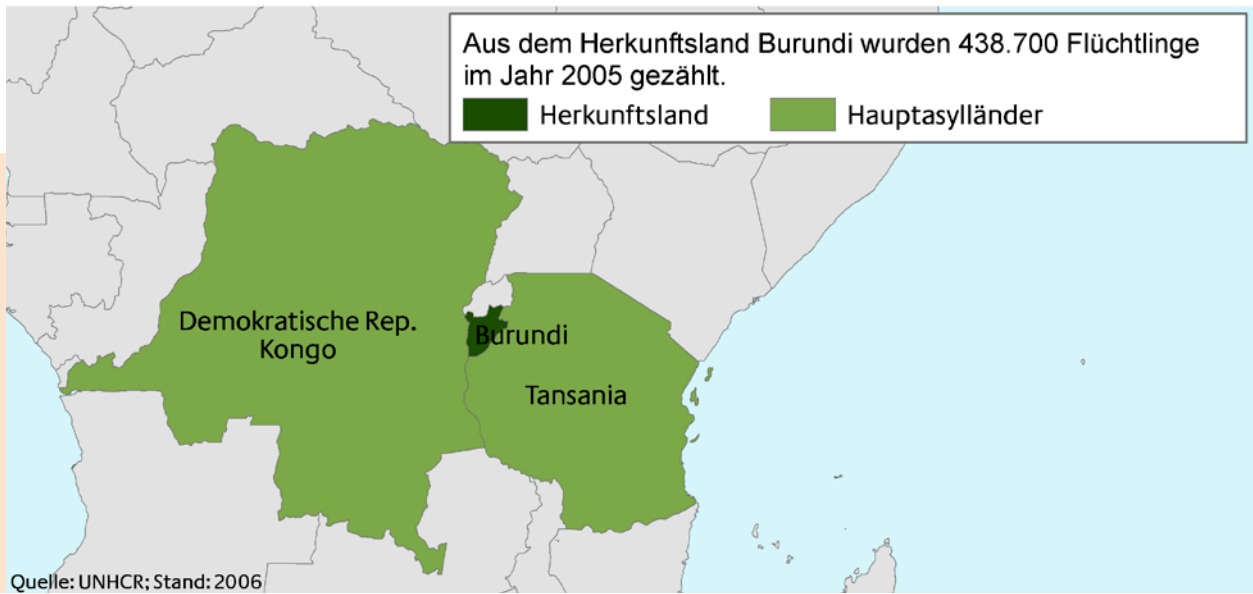 Aus dem Herkunftsland Burundi wurden 438.700 Flüchtlinge
im Jahr 2005 gezählt.
Herkunftsland
Hauptasylländer
Demokratische Rep.
Kongo
Burundi
Tansania
Quelle: UNHCR; Stand: 2006